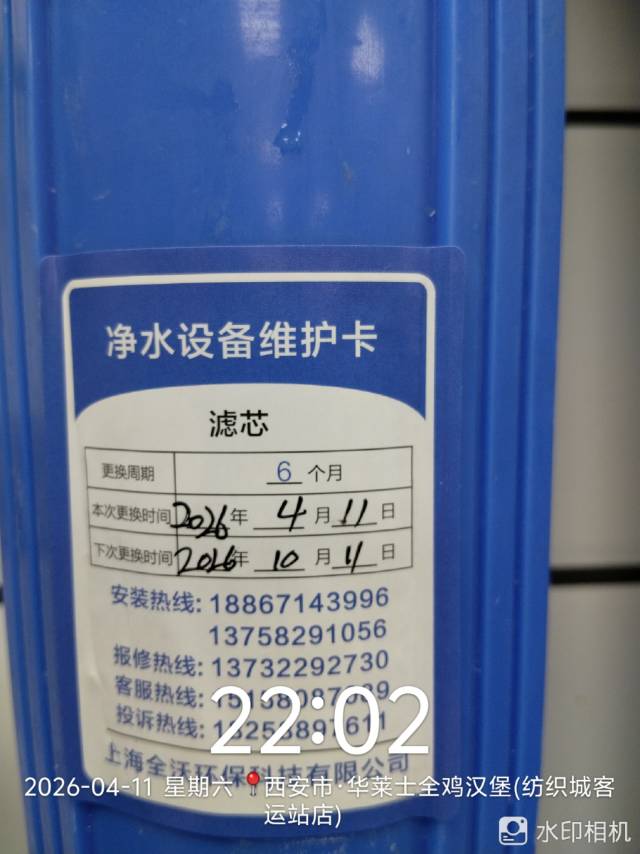 净水设备维护卡
滤芯
更换周期 6 个月
本次更换时间 2026 年 4 月 11 日
下次更换时间 2026 年 10 月 11 日
安装热线: 18867143996
13758291056
报修热线: 13732292730
客服热线:
投诉热线:
22:02
上海全沃环保科技有限公司
2026-04-11 星期六 西安市·华莱士全鸡汉堡(纺织城客
运站店)
水印相机